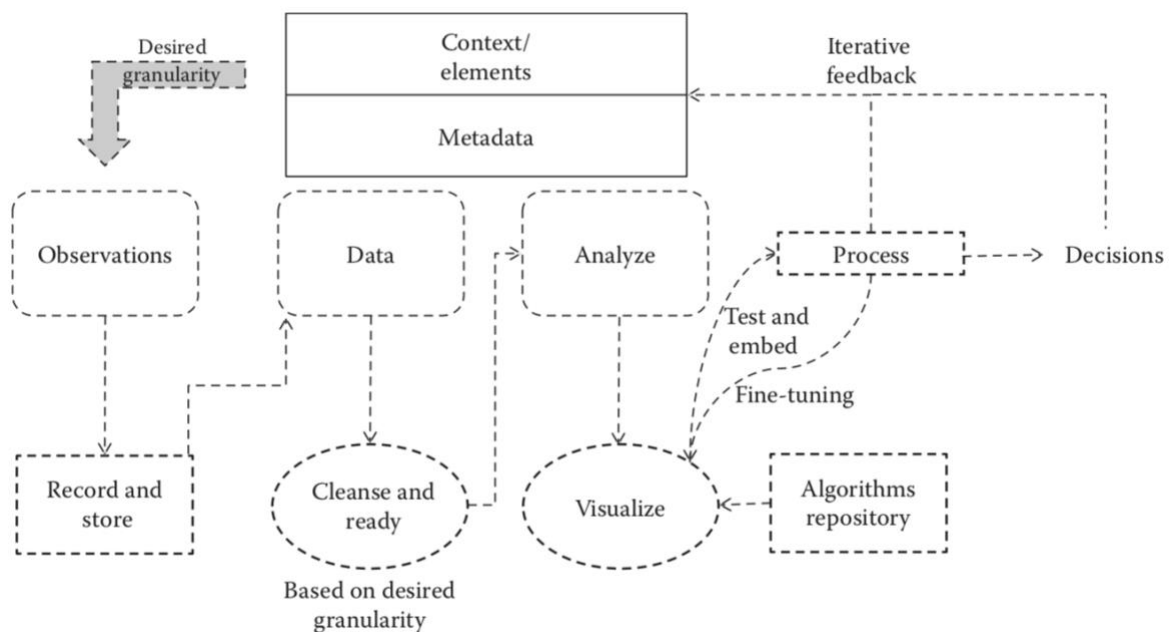 Desired
granularity
Context/
elements
Metadata
Iterative
feedback
Observations
Data
Analyze
Process
Decisions
Test and
embed
Fine-tuning
Record and
store
Cleanse and
ready
Visualize
Algorithms
repository
Based on desired
granularity